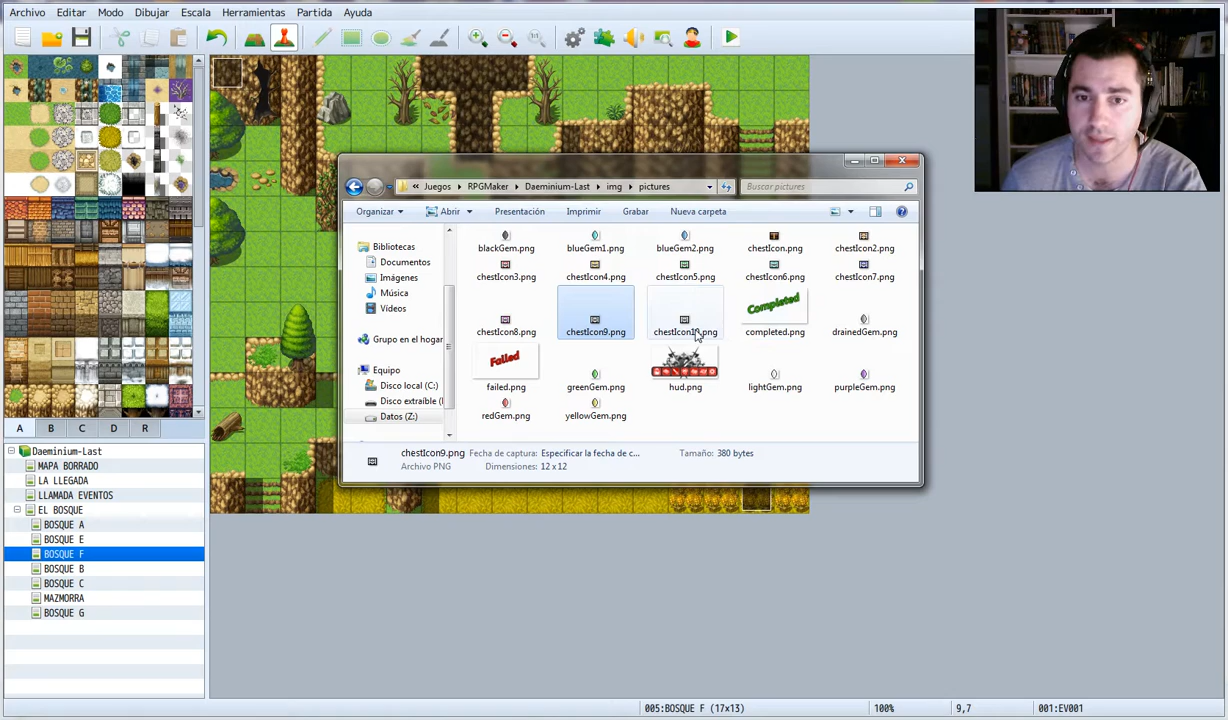 Archivo Editar Modo Dibujar Escala Herramientas Partida Ayuda
« Juegos ▸ RPGMaker ▸ Daeminium-Last ▸ img ▸ pictures
Buscar pictures
Organizar Abrir Presentación Imprimir Grabar Nueva carpeta
Bibliotecas
Documentos
Imágenes
Música
Vídeos
Grupo en el hogar
Equipo
Disco local (C:)
Disco extraíble (
Datos (Z:)
blackGem.png blueGem1.png blueGem2.png chestIcon.png chestIcon2.png
chestIcon3.png chestIcon4.png chestIcon5.png chestIcon6.png chestIcon7.png
Completed
chestIcon8.png chestIcon9.png completed.png drainedGem.png
Failed
failed.png greenGem.png hud.png lightGem.png purpleGem.png
redGem.png yellowGem.png
chestIcon9.png Fecha de captura: Especificar la fecha de c... Tamaño: 380 bytes
Archivo PNG Dimensiones: 12 x 12
A B C D R
Daeminium-Last
MAPA BORRADO
LA LLEGADA
LLAMADA EVENTOS
EL BOSQUE
BOSQUE A
BOSQUE E
BOSQUE F
BOSQUE B
BOSQUE C
MAZMORRA
BOSQUE G
005:BOSQUE F (17x13) 100% 9,7 001:EV001